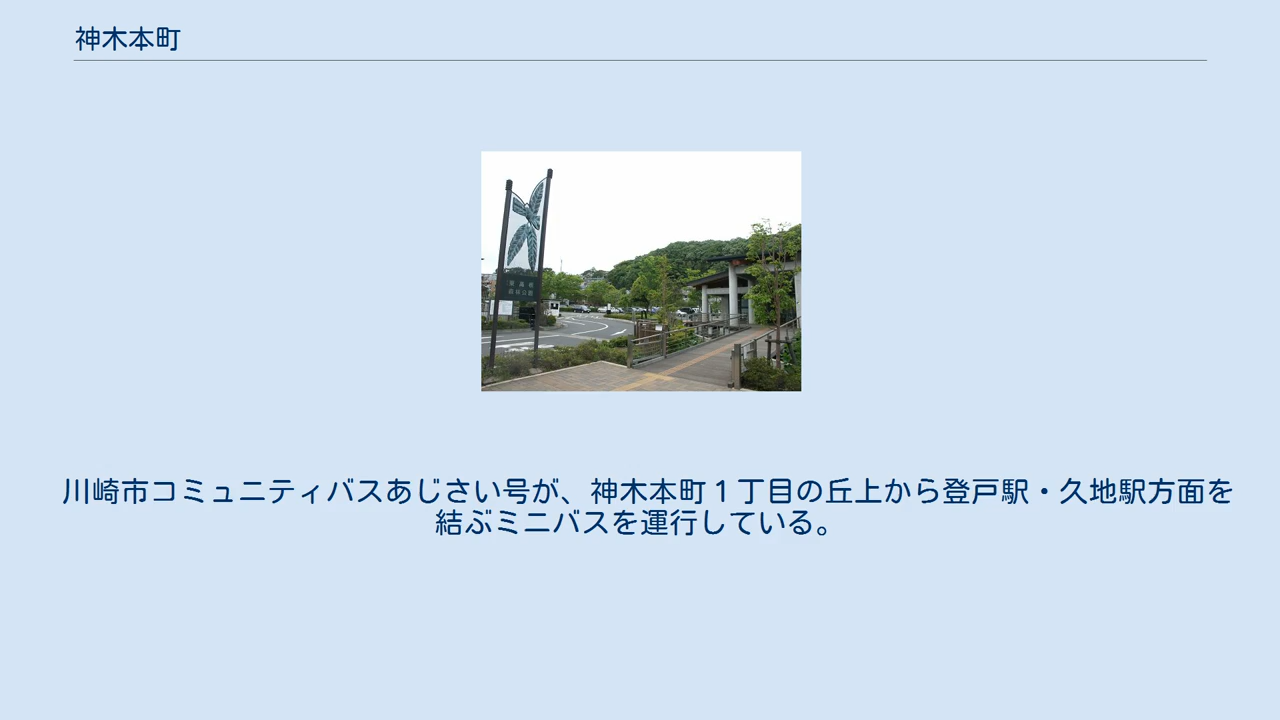 神木本町
川崎市コミュニティバスあじさい号が、神木本町１丁目の丘上から登戸駅・久地駅方面を
結ぶミニバスを運行している。